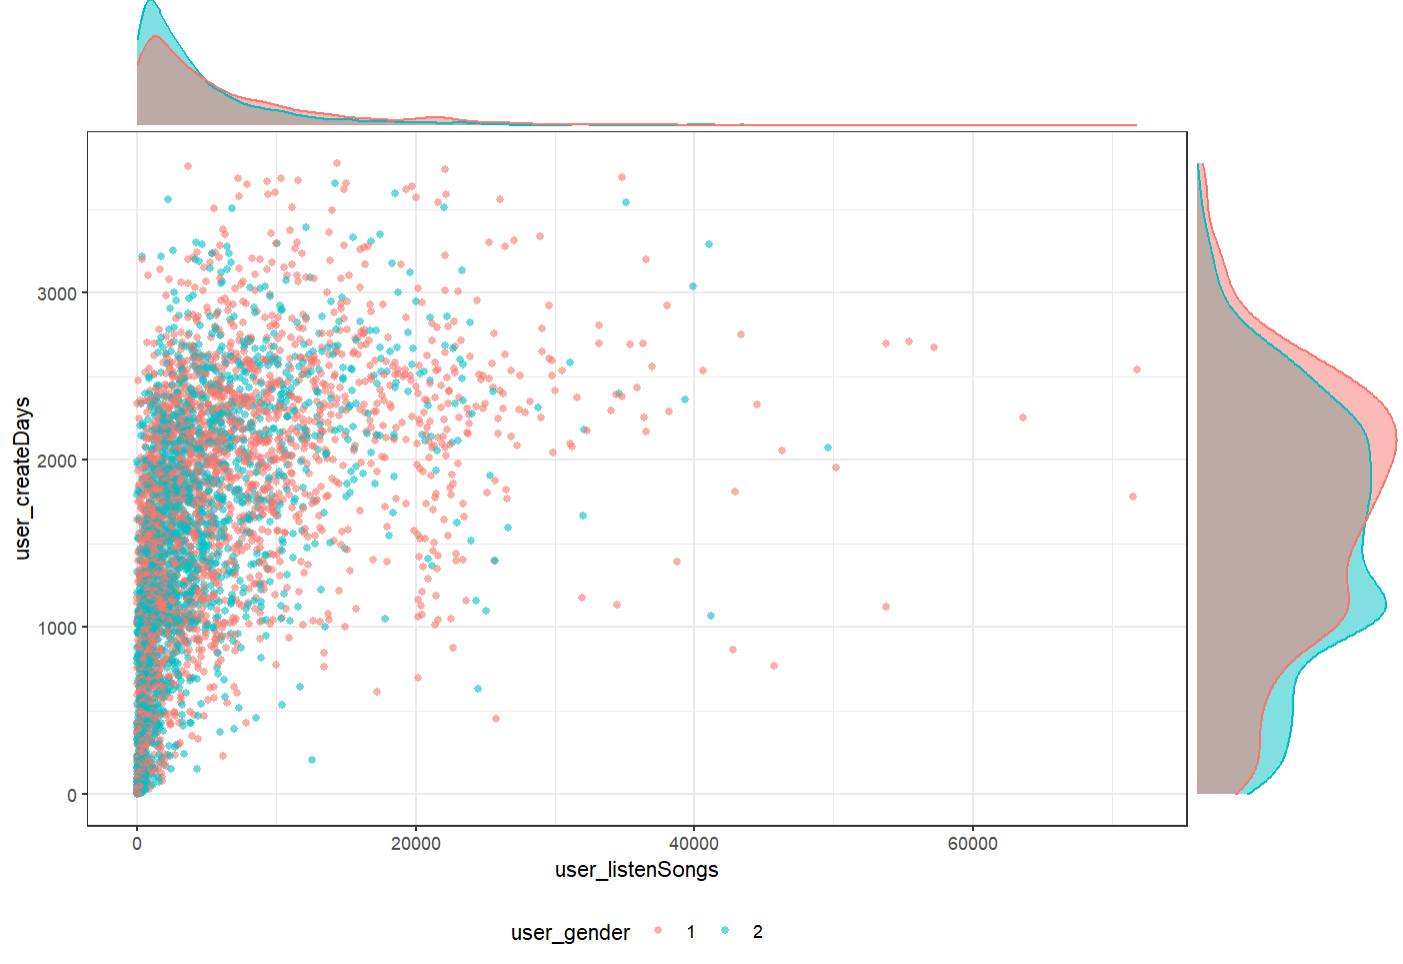 user_createDays
3000
2000
1000
0
0 20000 40000 60000
user_listenSongs
user_gender 1 2